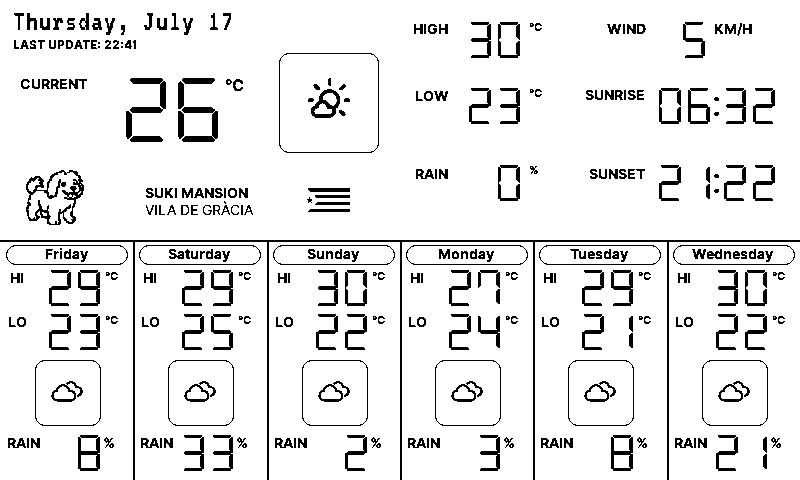 Thursday, July 17
LAST UPDATE: 22:41
CURRENT 26 °C
HIGH 30 °C
LOW 23 °C
RAIN 0 %
WIND 5 KM/H
SUNRISE 06:32
SUNSET 21:22
SUKI MANSION
VILA DE GRÀCIA
Friday
HI 29 °C
LO 23 °C
RAIN 8 %
Saturday
HI 29 °C
LO 25 °C
RAIN 33 %
Sunday
HI 30 °C
LO 22 °C
RAIN 2 %
Monday
HI 27 °C
LO 24 °C
RAIN 3 %
Tuesday
HI 29 °C
LO 21 °C
RAIN 8 %
Wednesday
HI 30 °C
LO 22 °C
RAIN 21 %